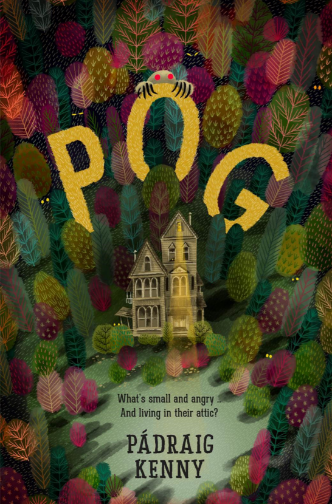 POG
What's small and angry
And living in their attic?
PÁDRAIG
KENNY